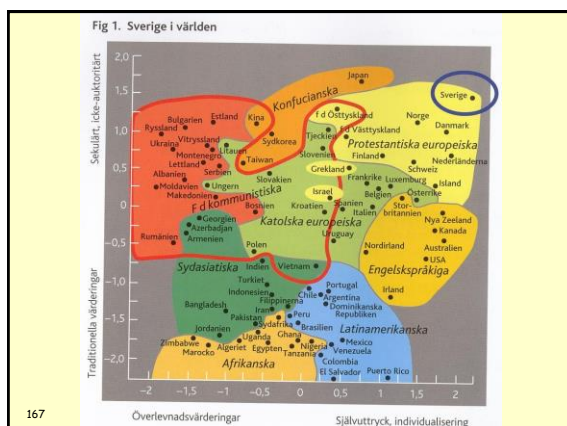 Fig 1. Sverige i världen
Sekulärt, icke-auktoritärt
Traditionella värderingar
2,0
1,5
1,0
0,5
0,0
−0,5
−1,0
−1,5
−2,0
Japan
Sverige
Konfucianska
Bulgarien
Estland
Kina
f d Östtyskland
Ryssland
Vitryssland
Sydkorea
Tjeckien
f d Västtyskland
Norge
Danmark
Ukraina
Litauen
Protestantiska europeiska
Montenegro
Taiwan
Slovenien
Finland
Nederländerna
Lettland
Serbien
Grekland
Schweiz
Albanien
Slovakien
Frankrike
Luxemburg
Moldavien
Ungern
Israel
Belgien
Island
Makedonien
Österrike
F d kommunistiska
Bosnien
Kroatien
Spanien
Italien
Stor-
britannien
Georgien
Katolska europeiska
Nya Zeeland
Azerbadjan
Uruguay
Kanada
Armenien
Australien
Rumänien
Polen
Nordirland
USA
Engelskspråkiga
Sydasiatiska
Indien
Vietnam
Irland
Turkiet
Portugal
Indonesien
Chile
Argentina
Filippinerna
Dominikanska
Republiken
Bangladesh
Iran
Peru
Pakistan
Sydafrika
Brasilien
Latinamerikanska
Jordanien
Uganda
Ghana
Mexico
Zimbabwe
Algeriet
Egypten
Nigeria
Venezuela
Marocko
Tanzania
Colombia
Afrikanska
El Salvador
Puerto Rico
−2
−1,5
−1
−0,5
0
0,5
1
1,5
2
Överlevnadsvärderingar
Självuttryck, individualisering
167